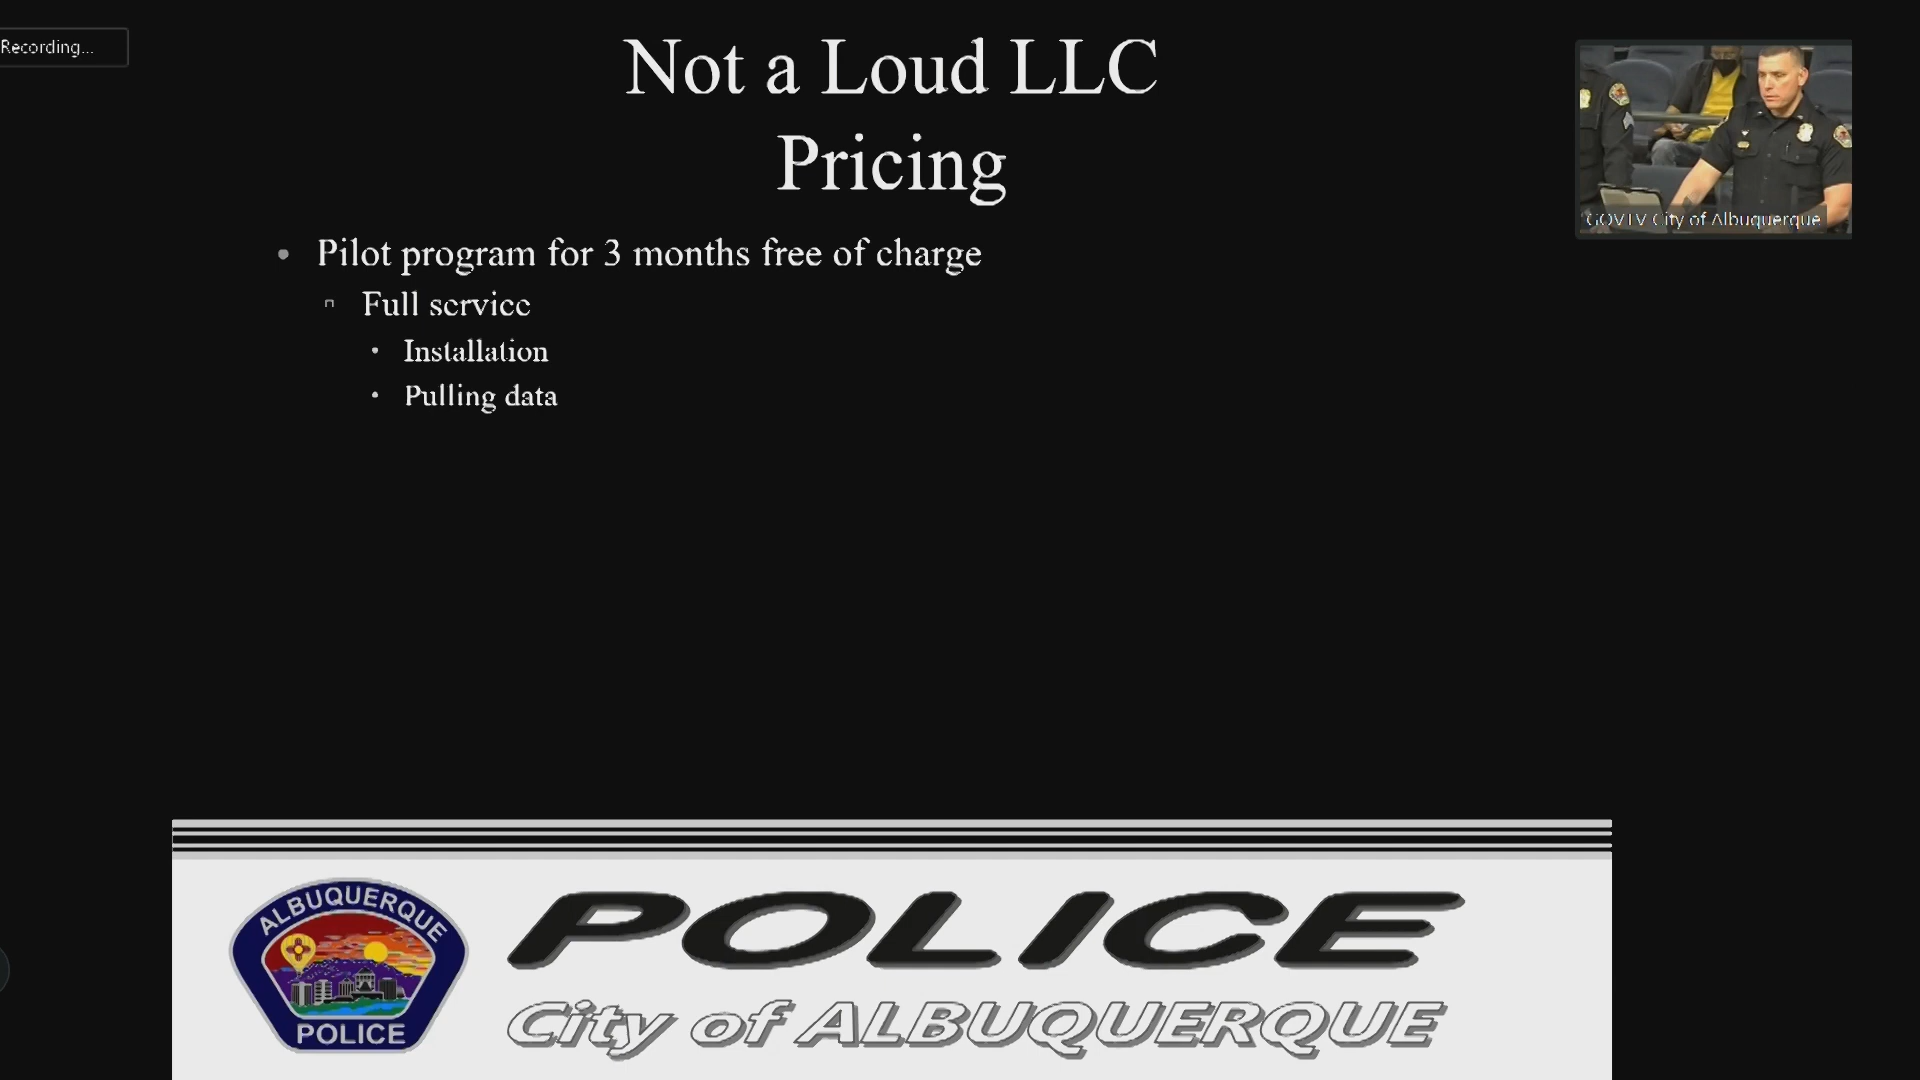 Recording...
Not a Loud LLC
Pricing
Pilot program for 3 months free of charge
Full service
Installation
Pulling data
GOVTV City of Albuquerque
ALBUQUERQUE
POLICE
POLICE
City of ALBUQUERQUE